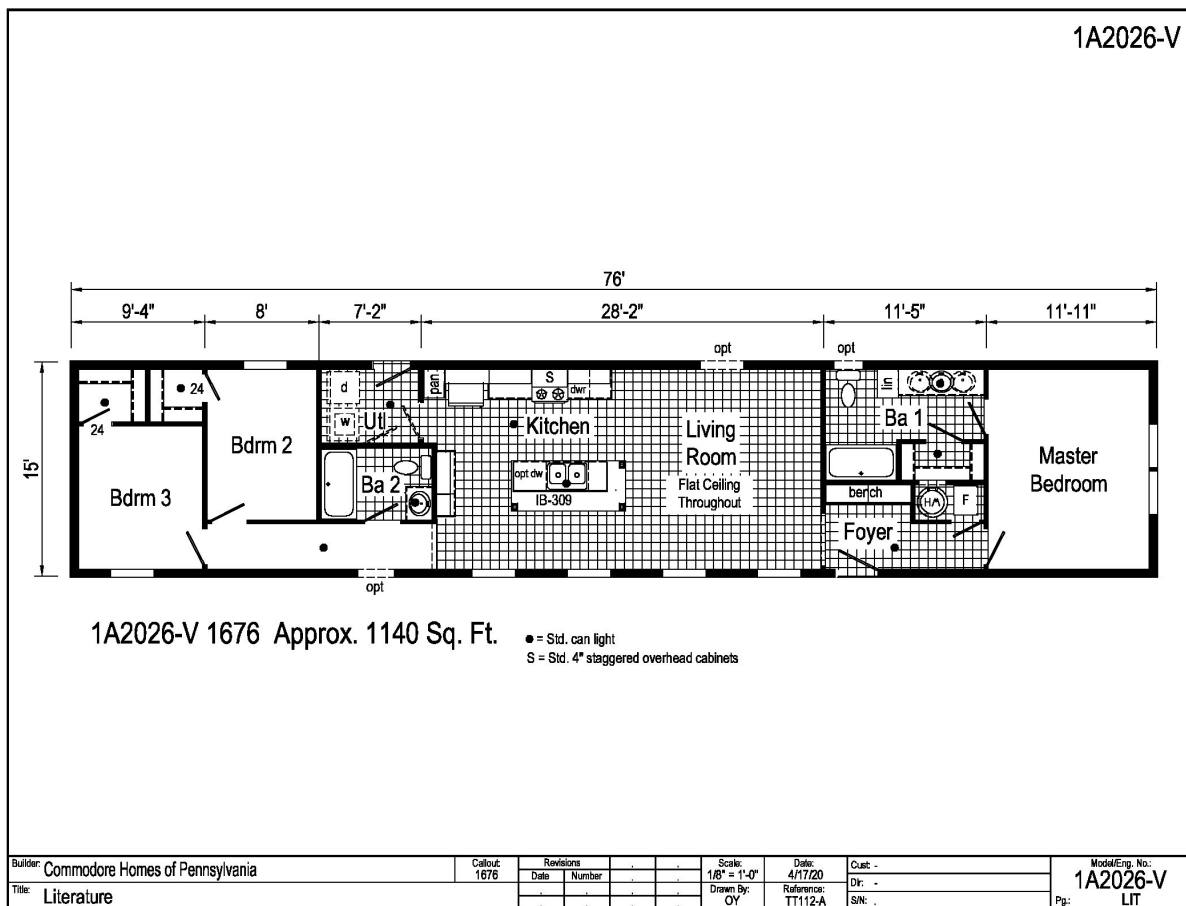 1A2026-V
76'
9'-4"
8'
7'-2"
28'-2"
11'-5"
11'-11"
15'
opt
opt
d
w
Utl
pan
S
dwr
Kitchen
Living
Room
Flat Ceiling
Throughout
lin
Ba 1
24
24
Bdrm 2
Bdrm 3
Ba 2
opt dw
IB-309
bench
F
Foyer
Master
Bedroom
opt
1A2026-V 1676 Approx. 1140 Sq. Ft.
● = Std. can light
S = Std. 4" staggered overhead cabinets
Builder: Commodore Homes of Pennsylvania
Title: Literature
Callout:
1676
Revisions
Date Number
Scale:
1/8" = 1'-0"
Drawn By:
OY
Date:
4/17/20
Reference:
TT112-A
Cust: -
Dir: -
S/N: .
Model/Eng. No.:
1A2026-V
Pg.: LIT